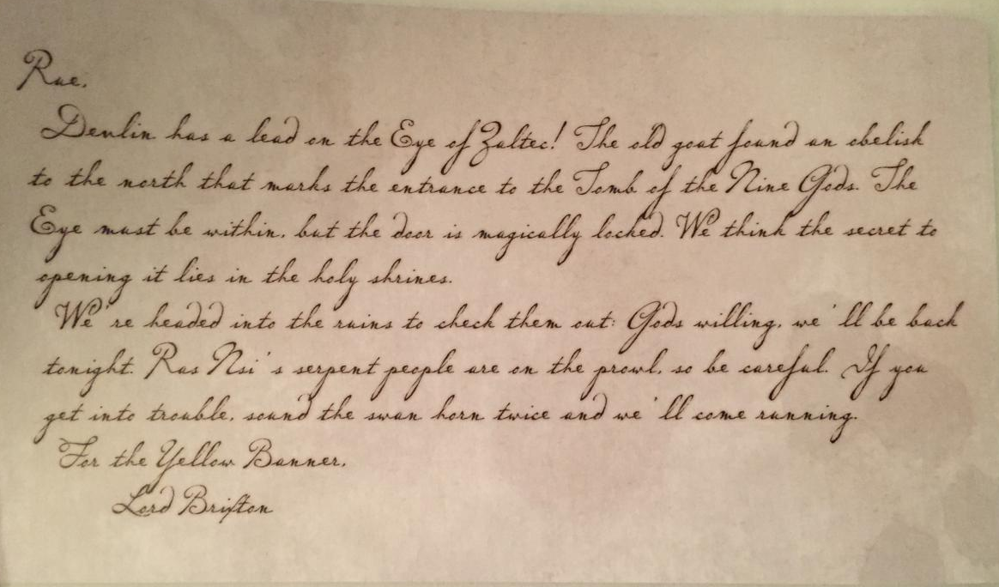 Rue,
Devlin has a lead on the Eye of Zaltec! The old goat found an obelisk
to the north that marks the entrance to the Tomb of the Nine Gods. The
Eye must be within, but the door is magically locked. We think the secret to
opening it lies in the holy shrines.
We're headed into the ruins to check them out: Gods willing, we'll be back
tonight. Ras Nsi's serpent people are on the prowl, so be careful. If you
get into trouble, sound the swan horn twice and we'll come running.
For the Yellow Banner,
Lord Brixton